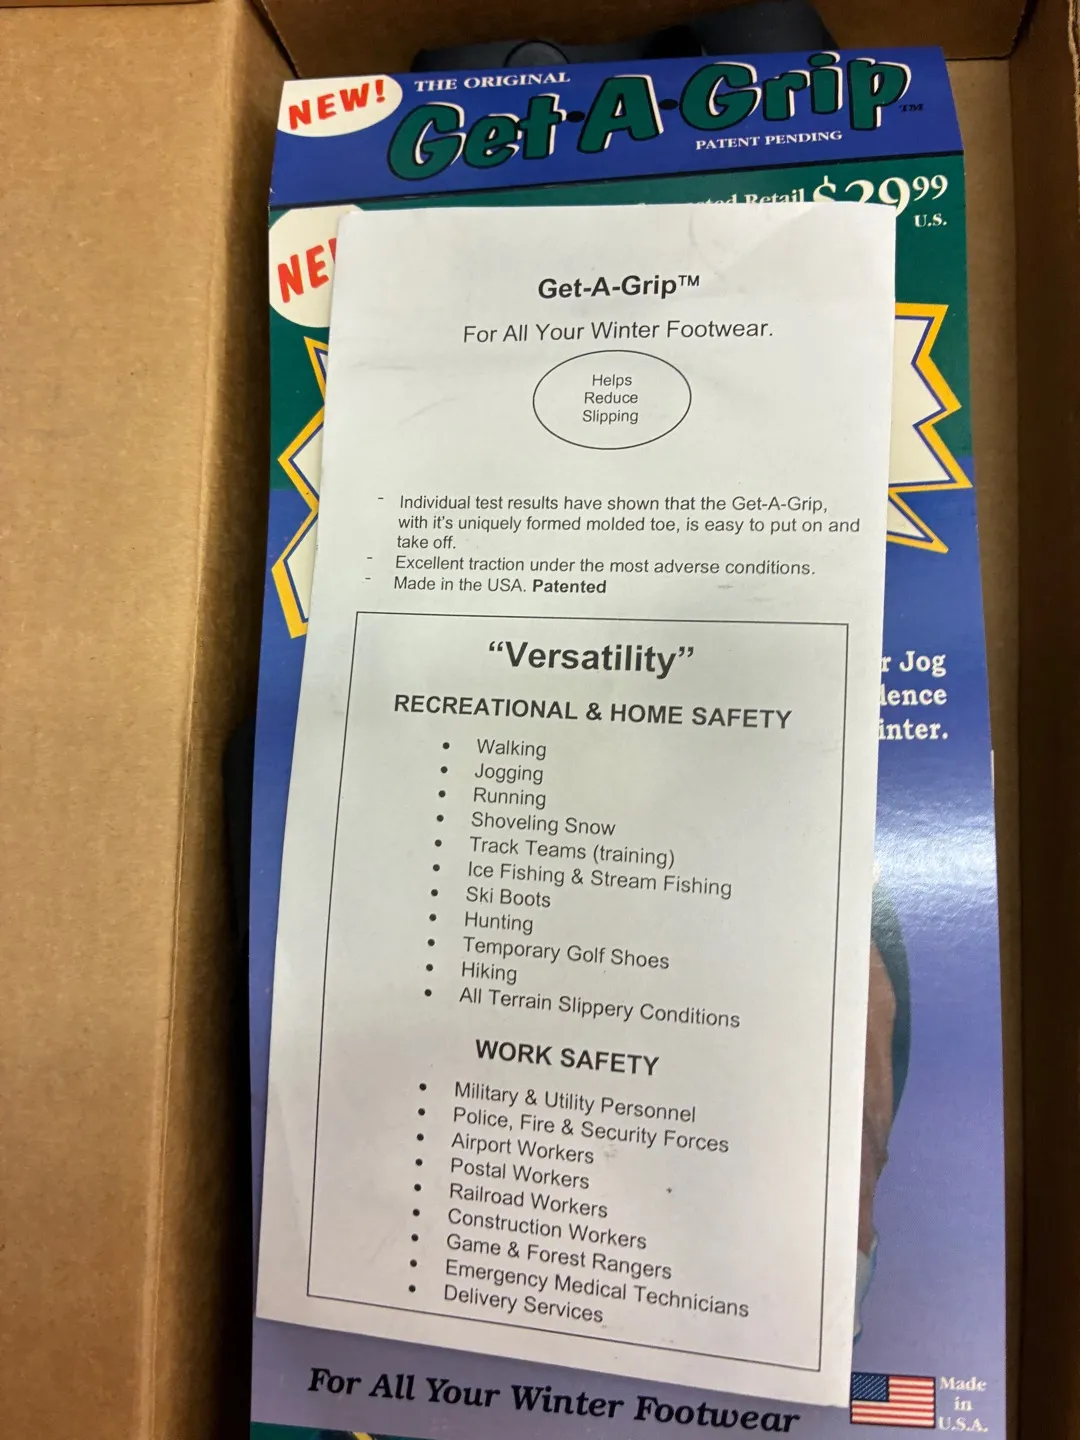 NEW!
THE ORIGINAL
Get-A-Grip™
PATENT PENDING
Retail $29.99
U.S.
Get-A-Grip™
For All Your Winter Footwear.
Helps
Reduce
Slipping
- Individual test results have shown that the Get-A-Grip,
with it's uniquely formed molded toe, is easy to put on and
take off.
- Excellent traction under the most adverse conditions.
- Made in the USA. Patented
“Versatility”
RECREATIONAL & HOME SAFETY
• Walking
• Jogging
• Running
• Shoveling Snow
• Track Teams (training)
• Ice Fishing & Stream Fishing
• Ski Boots
• Hunting
• Temporary Golf Shoes
• Hiking
• All Terrain Slippery Conditions
WORK SAFETY
• Military & Utility Personnel
• Police, Fire & Security Forces
• Airport Workers
• Postal Workers
• Railroad Workers
• Construction Workers
• Game & Forest Rangers
• Emergency Medical Technicians
• Delivery Services
Jog
inter.
For All Your Winter Footwear
Made
in
U.S.A.